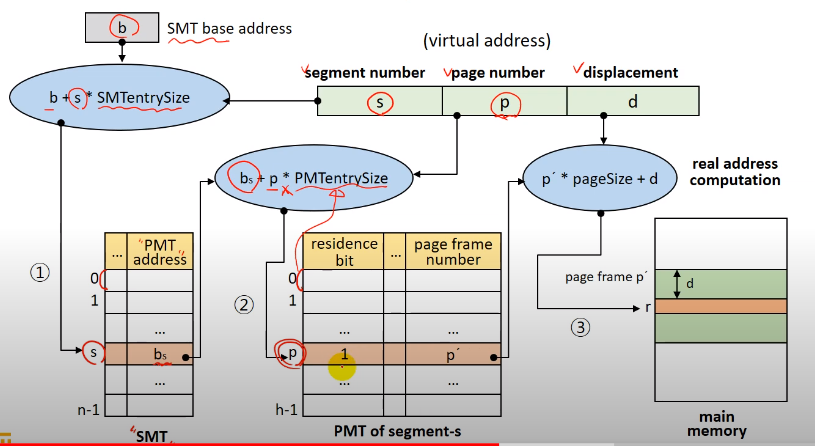 b
SMT base address
(virtual address)
segment number
page number
displacement
b + s * SMTentrySize
s
p
d
bs + p * PMTentrySize
p´ * pageSize + d
real address
computation
...
"PMT"
address
residence
bit
...
page frame
number
①
0
1
...
s
bs
...
n-1
"SMT"
②
0
1
...
...
p
1
p´
...
...
h-1
PMT of segment-s
page frame p´
d
r
③
main
memory